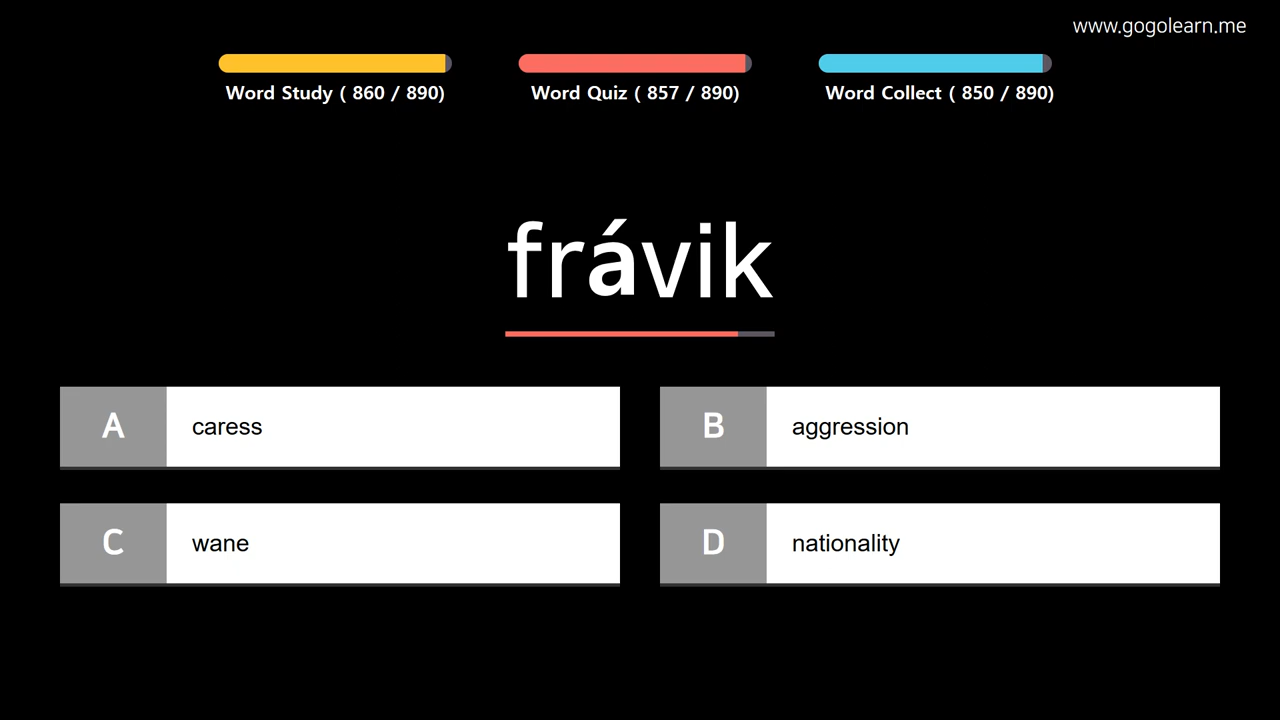 www.gogolearn.me
Word Study ( 860 / 890)
Word Quiz ( 857 / 890)
Word Collect ( 850 / 890)
frávik
A caress
B aggression
C wane
D nationality